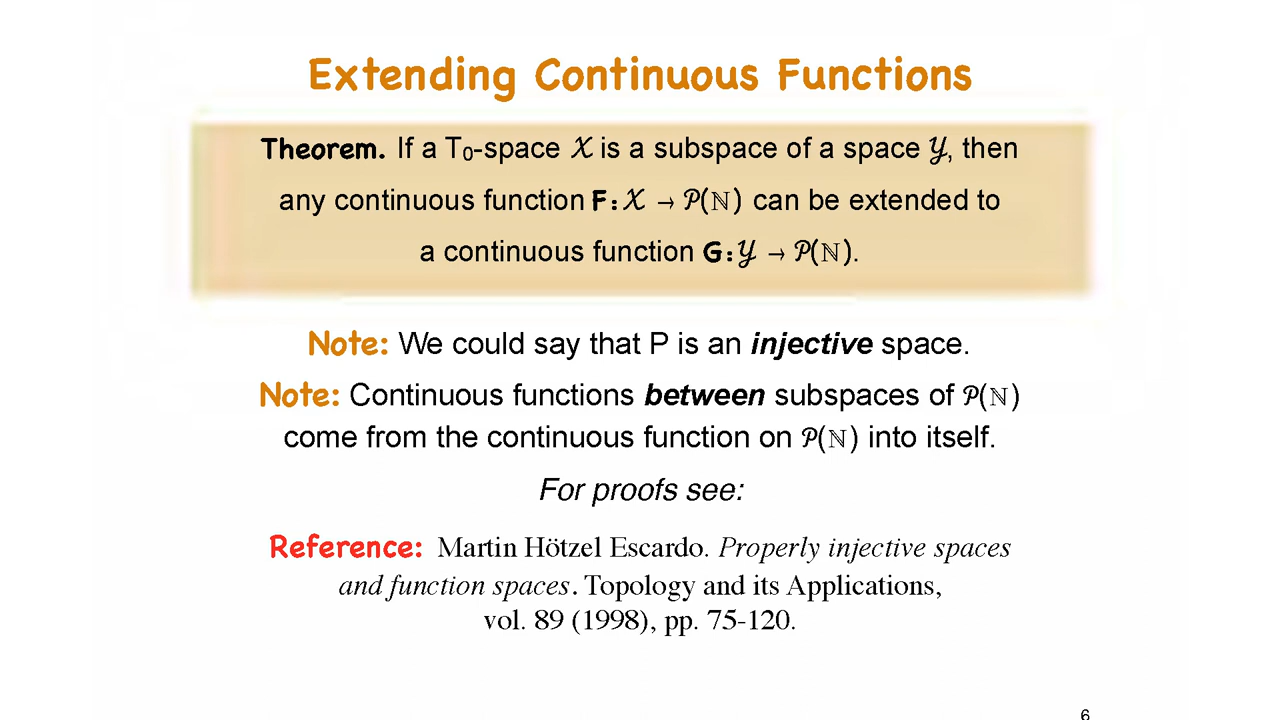 Extending Continuous Functions
Theorem. If a T₀-space 𝒳 is a subspace of a space 𝒴, then
any continuous function F: 𝒳 → 𝒫(ℕ) can be extended to
a continuous function G: 𝒴 → 𝒫(ℕ).
Note: We could say that P is an injective space.
Note: Continuous functions between subspaces of 𝒫(ℕ)
come from the continuous function on 𝒫(ℕ) into itself.
For proofs see:
Reference: Martin Hötzel Escardo. Properly injective spaces
and function spaces. Topology and its Applications,
vol. 89 (1998), pp. 75-120.
6